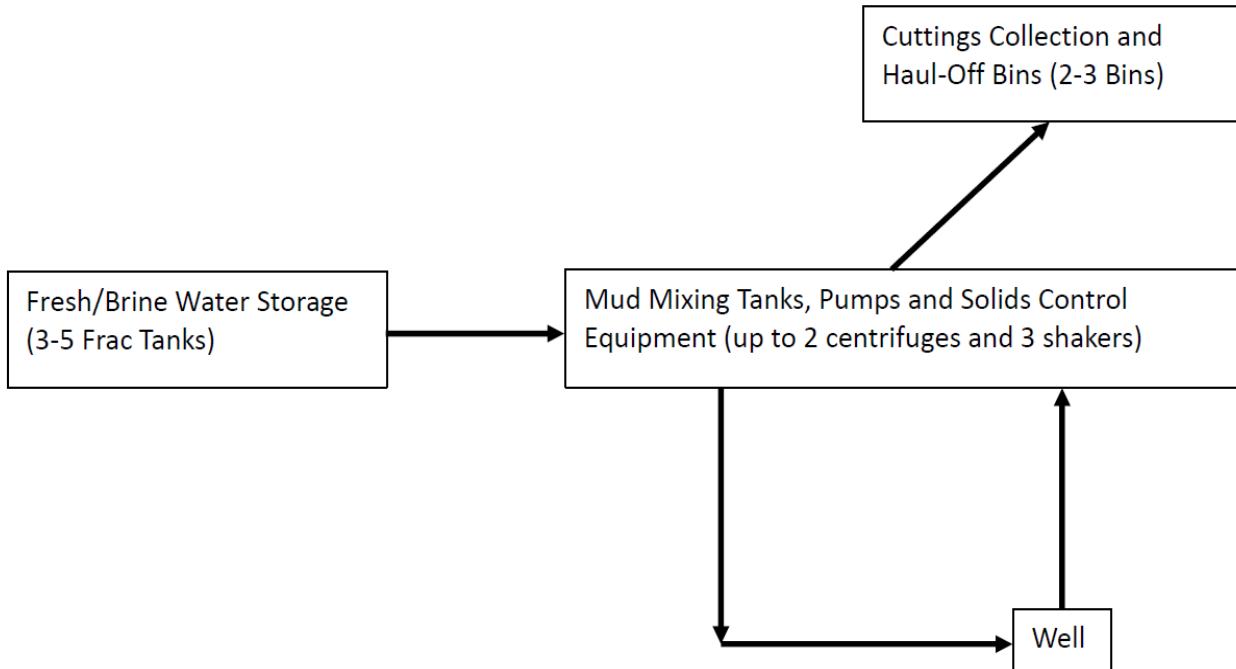 Cuttings Collection and
Haul-Off Bins (2-3 Bins)
Fresh/Brine Water Storage
(3-5 Frac Tanks)
Mud Mixing Tanks, Pumps and Solids Control
Equipment (up to 2 centrifuges and 3 shakers)
Well